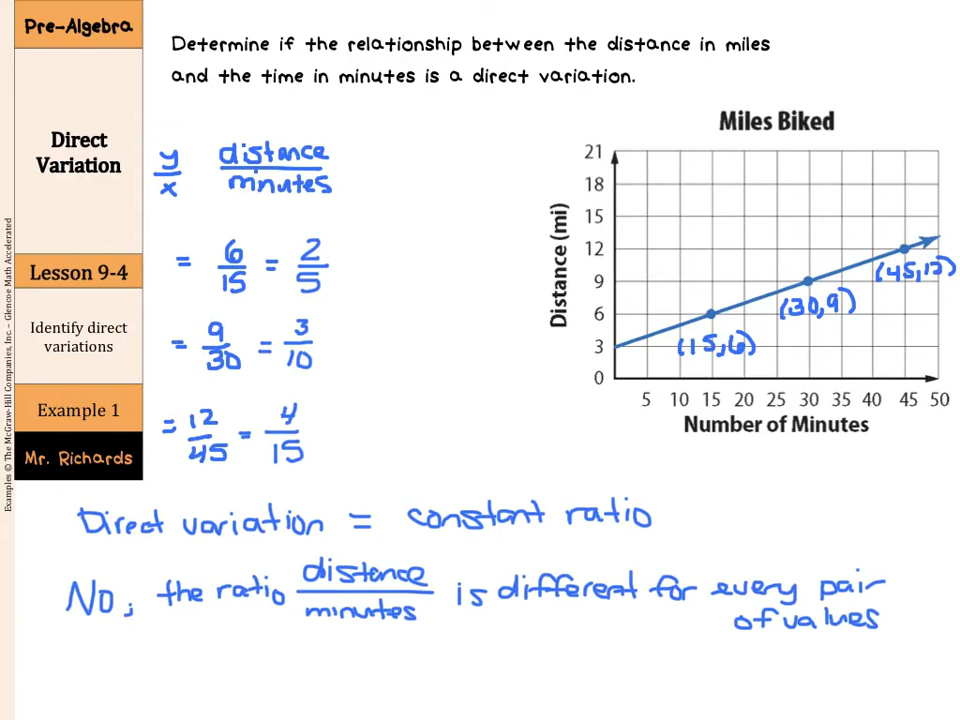 Pre-Algebra
Direct
Variation
Lesson 9-4
Identify direct
variations
Example 1
Mr. Richards
Examples © The McGraw-Hill Companies, Inc. – Glencoe Math Accelerated
Determine if the relationship between the distance in miles
and the time in minutes is a direct variation.
y/x distance/minutes
= 6/15 = 2/5
= 9/30 = 3/10
= 12/45 = 4/15
Miles Biked
Distance (mi)
21
18
15
12
9
6
3
0
(45,12)
(30,9)
(15,6)
5 10 15 20 25 30 35 40 45 50
Number of Minutes
Direct variation = constant ratio
No, the ratio distance/minutes is different for every pair
of values